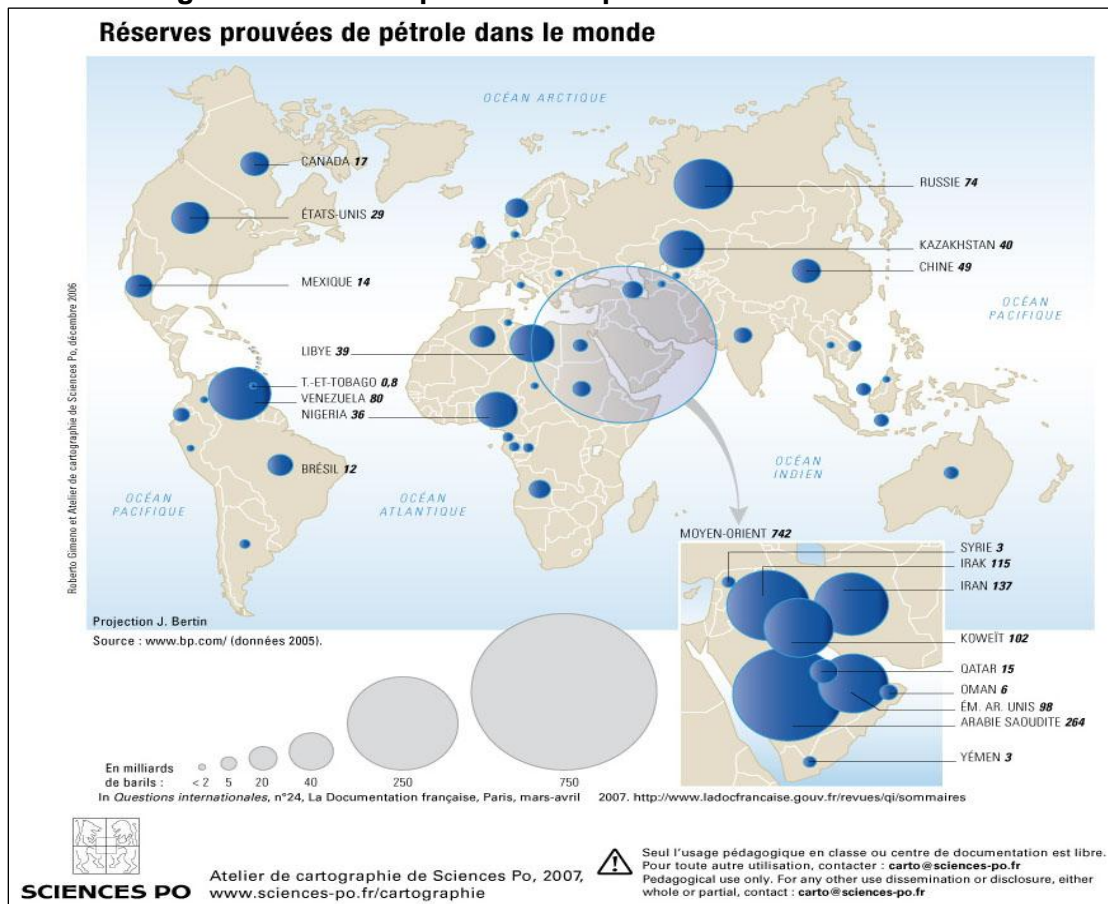 Réserves prouvées de pétrole dans le monde
OCÉAN ARCTIQUE
CANADA 17
RUSSIE 74
ÉTATS-UNIS 29
KAZAKHSTAN 40
CHINE 49
MEXIQUE 14
OCÉAN
PACIFIQUE
LIBYE 39
T.-ET-TOBAGO 0,8
VENEZUELA 80
NIGERIA 36
BRÉSIL 12
OCÉAN
INDIEN
OCÉAN
PACIFIQUE
OCÉAN
ATLANTIQUE
Roberto Gimeno et Atelier de cartographie de Sciences Po, décembre 2006
MOYEN-ORIENT 742
SYRIE 3
IRAK 115
IRAN 137
KOWEÏT 102
QATAR 15
OMAN 6
ÉM. AR. UNIS 98
ARABIE SAOUDITE 264
YÉMEN 3
Projection J. Bertin
Source : www.bp.com/ (données 2005).
En milliards
de barils : < 2 5 20 40 250 750
In Questions internationales, n°24, La Documentation française, Paris, mars-avril 2007. http://www.ladocfrancaise.gouv.fr/revues/qi/sommaires
SCIENCES PO
Atelier de cartographie de Sciences Po, 2007,
www.sciences-po.fr/cartographie
Seul l'usage pédagogique en classe ou centre de documentation est libre.
Pour toute autre utilisation, contacter : carto@sciences-po.fr
Pedagogical use only. For any other use dissemination or disclosure, either
whole or partial, contact : carto@sciences-po.fr